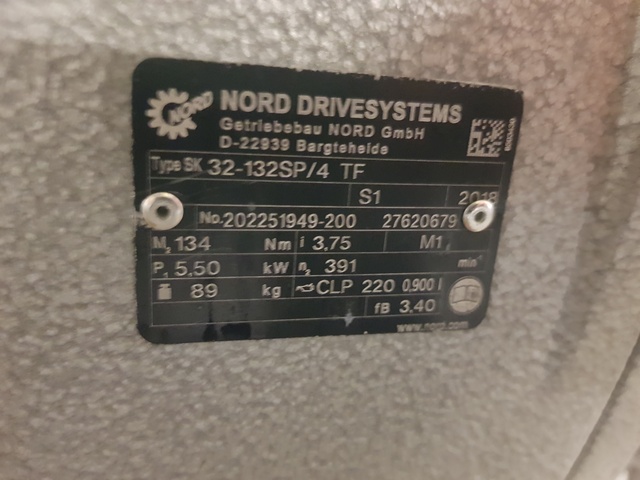 NORD
NORD DRIVESYSTEMS
Getriebebau NORD GmbH
D-22939 Bargteheide
Type SK 32-132SP/4 TF
S1 2018
No. 202251949-200 27620679
M₂ 134 Nm i 3,75 M1
P₁ 5,50 kW n₂ 391 min⁻¹
89 kg CLP 220 0,900 l
fB 3,40
www.nord.com